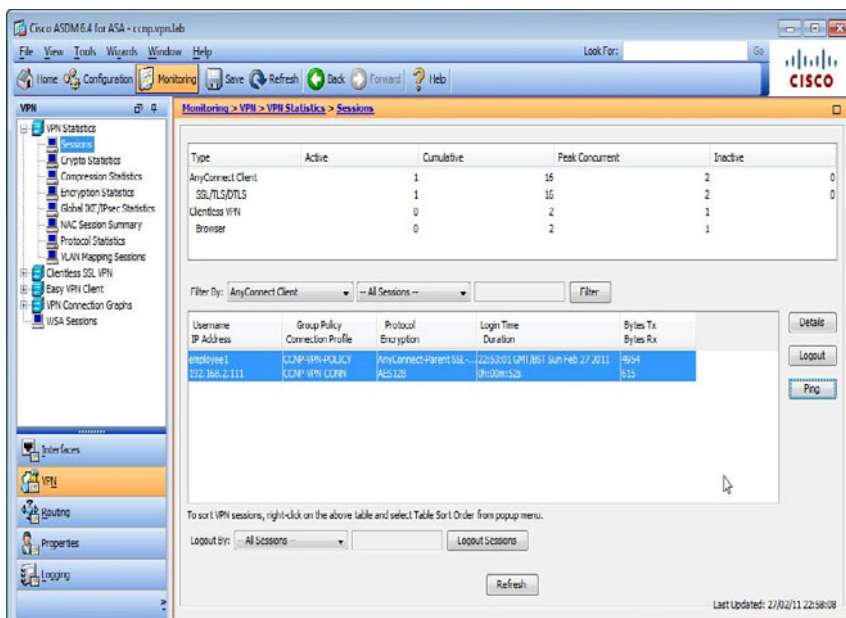 Cisco ASDM 6.4 for ASA - ccnp.vpn.lab
File View Tools Wizards Window Help
Look For:
Go
Home Configuration Monitoring Save Refresh Back Forward Help
CISCO
VPN
Monitoring > VPN > VPN Statistics > Sessions
VPN Statistics
Sessions
Crypto Statistics
Compression Statistics
Encryption Statistics
Global IKE/IPsec Statistics
NAC Session Summary
Protocol Statistics
VLAN Mapping Sessions
Clientless SSL VPN
Easy VPN Client
VPN Connection Graphs
WSA Sessions
Interfaces
VPN
Routing
Properties
Logging
Type Active Cumulative Peak Concurrent Inactive
AnyConnect Client 1 16 2 0
SSL/TLS/DTLS 1 16 2 0
Clientless VPN 0 2 1
Browser 0 2 1
Filter By: AnyConnect Client -- All Sessions -- Filter
Username Group Policy Protocol Login Time Bytes Tx
IP Address Connection Profile Encryption Duration Bytes Rx
employee1 CCNP-VPN-POLICY AnyConnect-Parent SSL-... 22:53:01 GMT/BST Sun Feb 27 2011 4954
192.168.2.111 CCNP-VPN-CONN AES128 0h:00m:52s 615
Details
Logout
Ping
To sort VPN sessions, right-click on the above table and select Table Sort Order from popup menu.
Logout By: -- All Sessions -- Logout Sessions
Refresh
Last Updated: 27/02/11 22:58:08